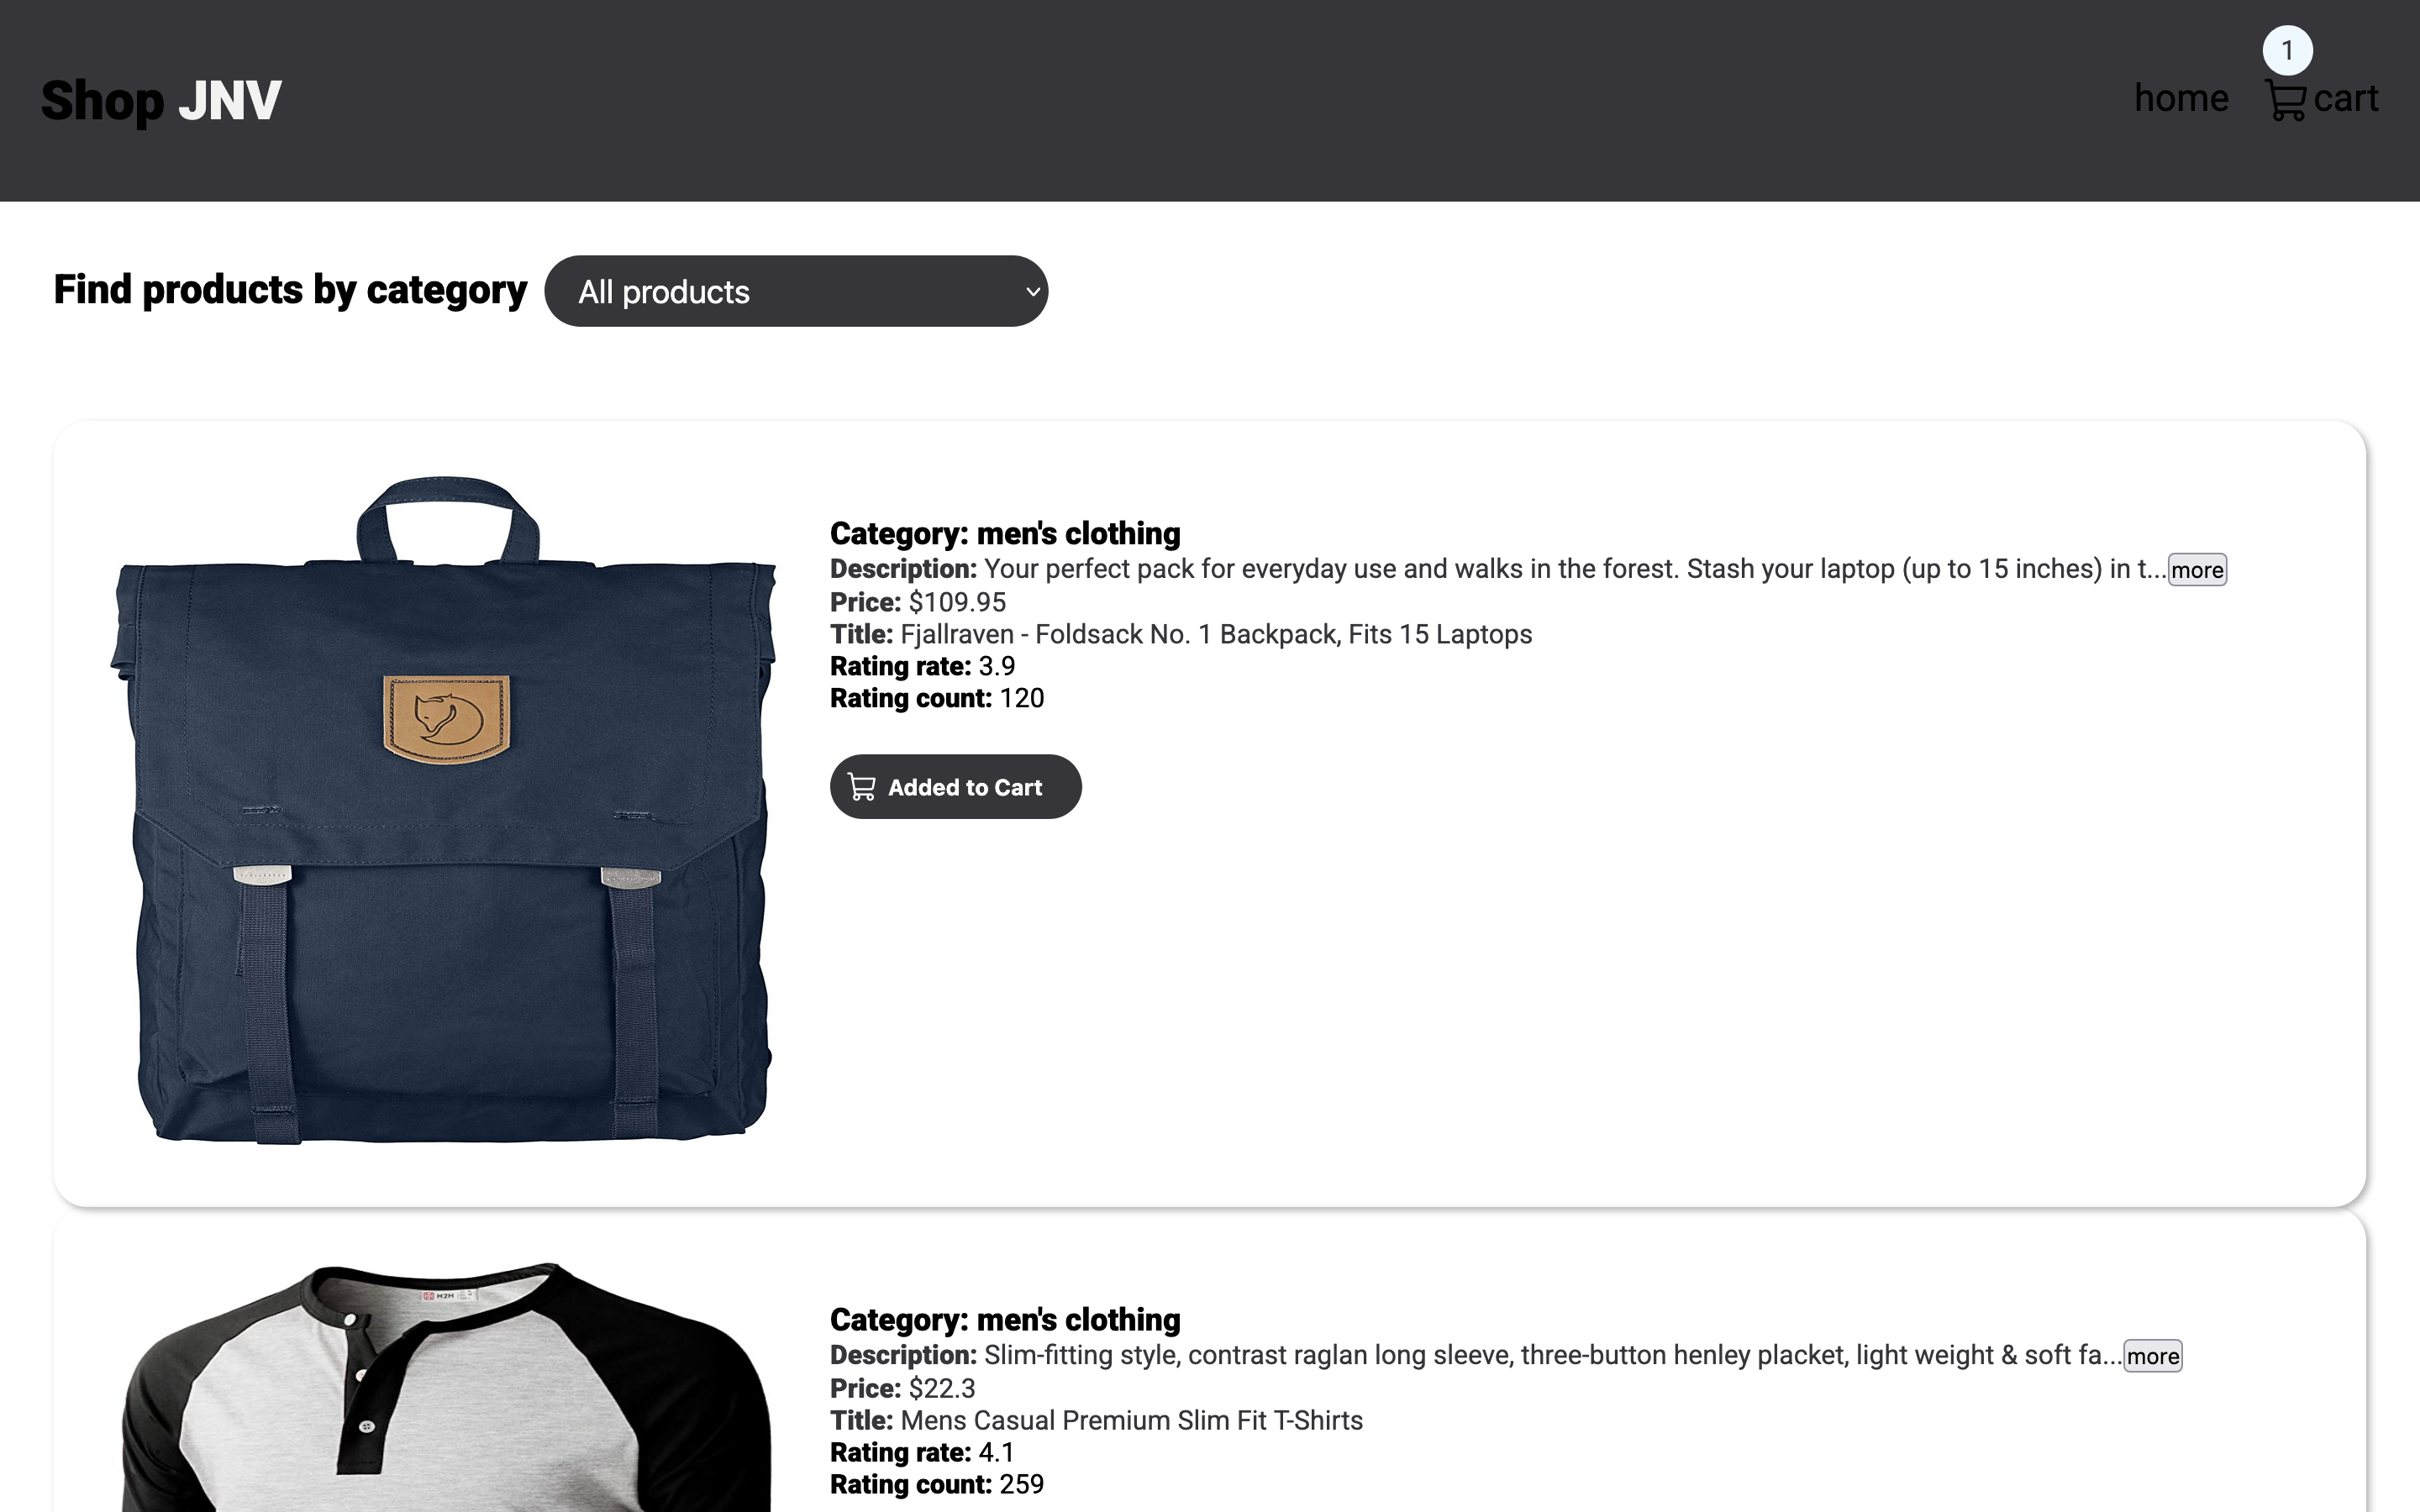 Shop JNV
1
home cart
Find products by category All products
Category: men's clothing
Description: Your perfect pack for everyday use and walks in the forest. Stash your laptop (up to 15 inches) in t...more
Price: $109.95
Title: Fjallraven - Foldsack No. 1 Backpack, Fits 15 Laptops
Rating rate: 3.9
Rating count: 120
Added to Cart
H2H
Category: men's clothing
Description: Slim-fitting style, contrast raglan long sleeve, three-button henley placket, light weight & soft fa...more
Price: $22.3
Title: Mens Casual Premium Slim Fit T-Shirts
Rating rate: 4.1
Rating count: 259